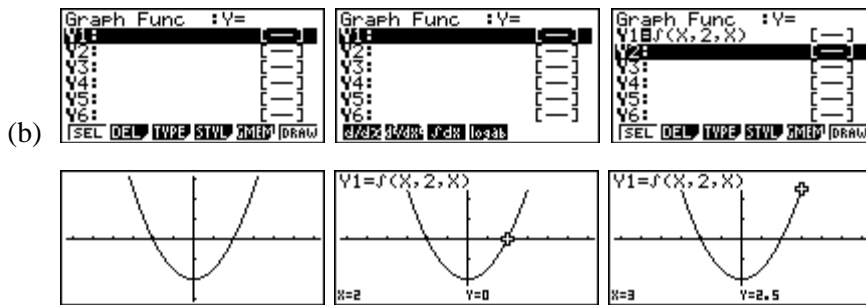 Graph Func :Y=
Y1: [—]
Y2: [—]
Y3: [—]
Y4: [—]
Y5: [—]
Y6: [—]
SEL DEL TYPE STYL GMEM DRAW
Graph Func :Y=
Y1: [—]
Y2: [—]
Y3: [—]
Y4: [—]
Y5: [—]
Y6: [—]
d/dx d²/dx² ∫dx logab
Graph Func :Y=
Y1=∫(X,2,X) [—]
Y2: [—]
Y3: [—]
Y4: [—]
Y5: [—]
Y6: [—]
SEL DEL TYPE STYL GMEM DRAW
(b)
Y1=∫(X,2,X)
X=2 Y=0
Y1=∫(X,2,X)
X=3 Y=2.5